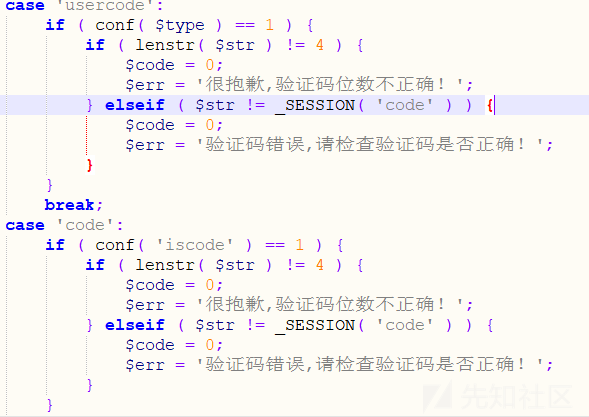 case 'usercode':
if ( conf( $type ) == 1 ) {
if ( lenstr( $str ) != 4 ) {
$code = 0;
$err = '很抱歉,验证码位数不正确！';
} elseif ( $str != _SESSION( 'code' ) ) {
$code = 0;
$err = '验证码错误,请检查验证码是否正确！';
}
}
break;
case 'code':
if ( conf( 'iscode' ) == 1 ) {
if ( lenstr( $str ) != 4 ) {
$code = 0;
$err = '很抱歉,验证码位数不正确！';
} elseif ( $str != _SESSION( 'code' ) ) {
$code = 0;
$err = '验证码错误,请检查验证码是否正确！';
}
}
先知社区